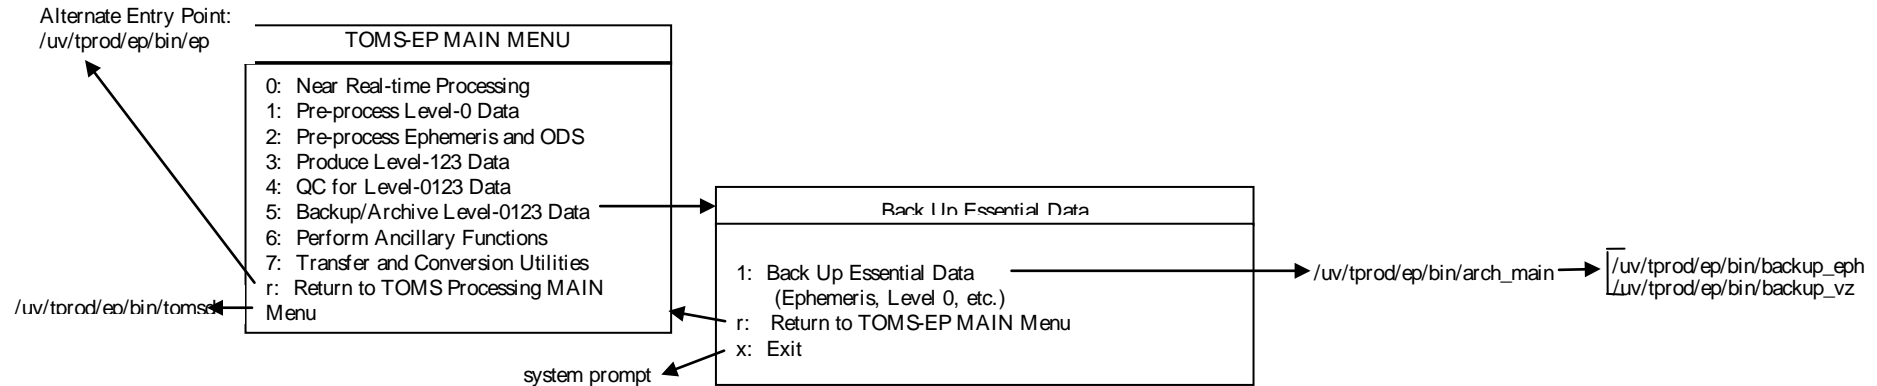 Alternate Entry Point:
/uv/tprod/ep/bin/ep
TOMS-EP MAIN MENU
0: Near Real-time Processing
1: Pre-process Level-0 Data
2: Pre-process Ephemeris and ODS
3: Produce Level-123 Data
4: QC for Level-0123 Data
5: Backup/Archive Level-0123 Data
6: Perform Ancillary Functions
7: Transfer and Conversion Utilities
r: Return to TOMS Processing MAIN
Menu
Back Up Essential Data
1: Back Up Essential Data
(Ephemeris, Level 0, etc.)
r: Return to TOMS-EP MAIN Menu
x: Exit
system prompt
/uv/tprod/ep/bin/arch_main
/uv/tprod/ep/bin/backup_eph
/uv/tprod/ep/bin/backup_vz